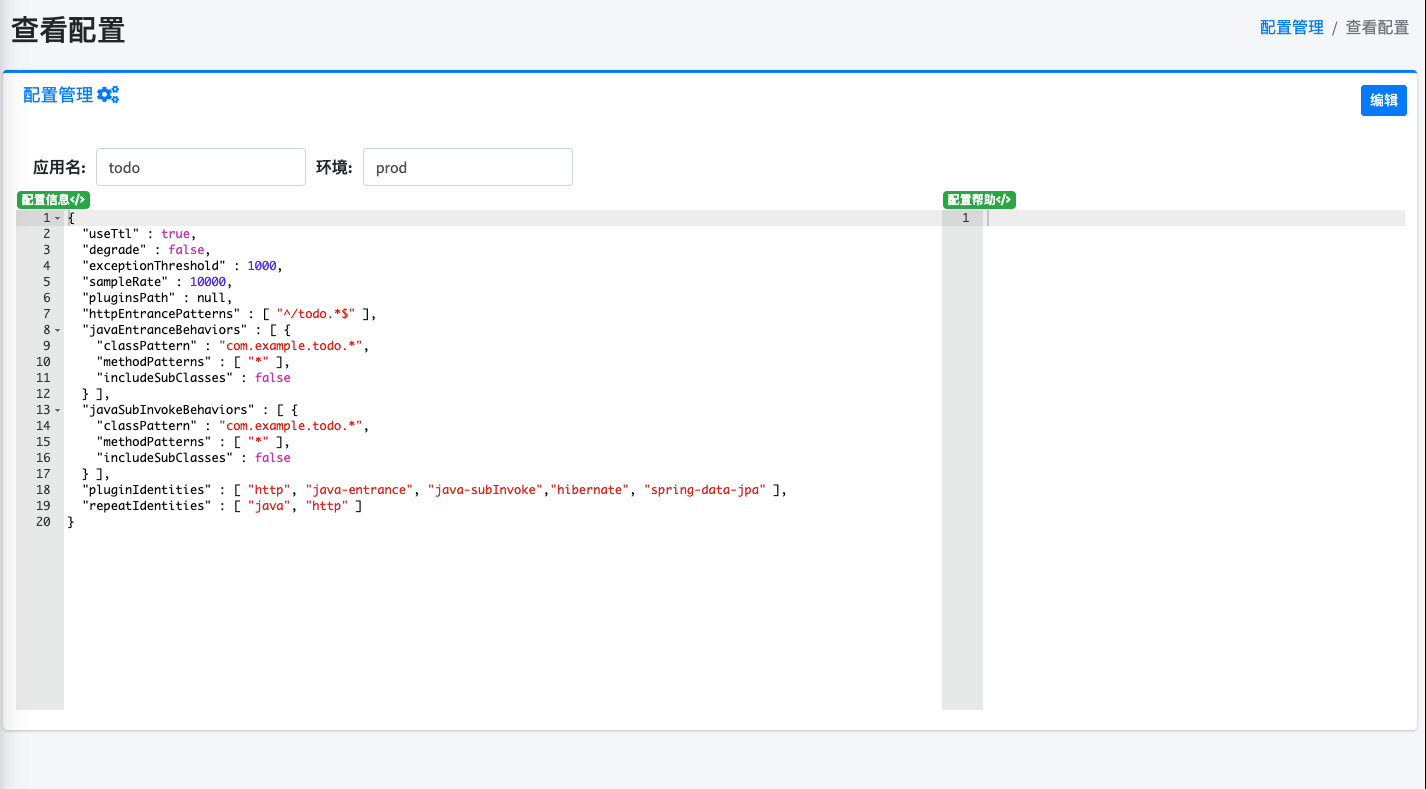 查看配置
配置管理 / 查看配置
配置管理
编辑
应用名: todo 环境: prod
配置信息</>
配置帮助</>
1 {
2 "useTtl" : true,
3 "degrade" : false,
4 "exceptionThreshold" : 1000,
5 "sampleRate" : 10000,
6 "pluginsPath" : null,
7 "httpEntrancePatterns" : [ "^/todo.*$" ],
8 "javaEntranceBehaviors" : [ {
9 "classPattern" : "com.example.todo.*",
10 "methodPatterns" : [ "*" ],
11 "includeSubClasses" : false
12 } ],
13 "javaSubInvokeBehaviors" : [ {
14 "classPattern" : "com.example.todo.*",
15 "methodPatterns" : [ "*" ],
16 "includeSubClasses" : false
17 } ],
18 "pluginIdentities" : [ "http", "java-entrance", "java-subInvoke","hibernate", "spring-data-jpa" ],
19 "repeatIdentities" : [ "java", "http" ]
20 }
1